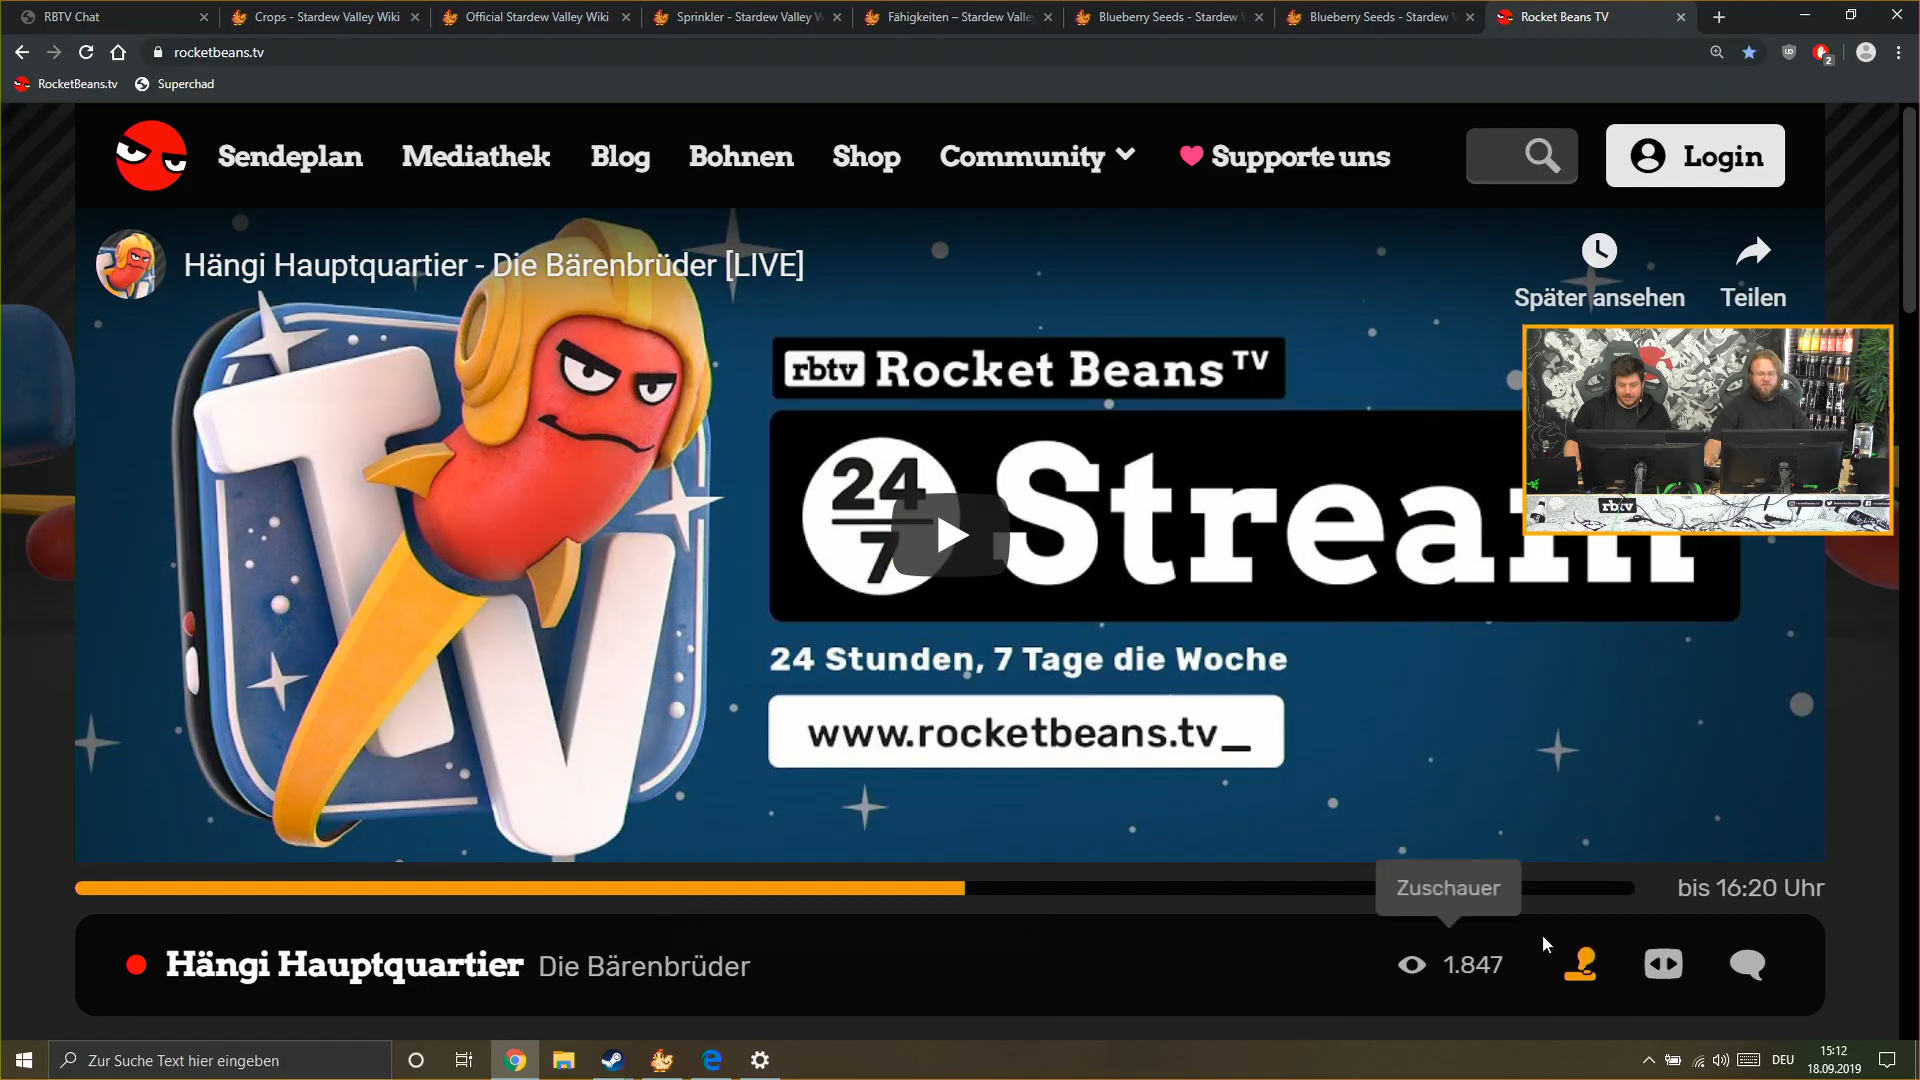 RBTV Chat
Crops - Stardew Valley Wiki
Official Stardew Valley Wiki
Sprinkler - Stardew Valley W
Fähigkeiten – Stardew Valle
Blueberry Seeds - Stardew V
Blueberry Seeds - Stardew V
Rocket Beans TV
rocketbeans.tv
2
RocketBeans.tv
Superchad
Sendeplan
Mediathek
Blog
Bohnen
Shop
Community
Supporte uns
Login
Hängi Hauptquartier - Die Bärenbrüder [LIVE]
Später ansehen
Teilen
TV
rbtv Rocket Beans TV
24/7 Stream
rbtv
24 Stunden, 7 Tage die Woche
www.rocketbeans.tv_
Zuschauer
bis 16:20 Uhr
Hängi Hauptquartier Die Bärenbrüder
1.847
Zur Suche Text hier eingeben
DEU
15:12
18.09.2019